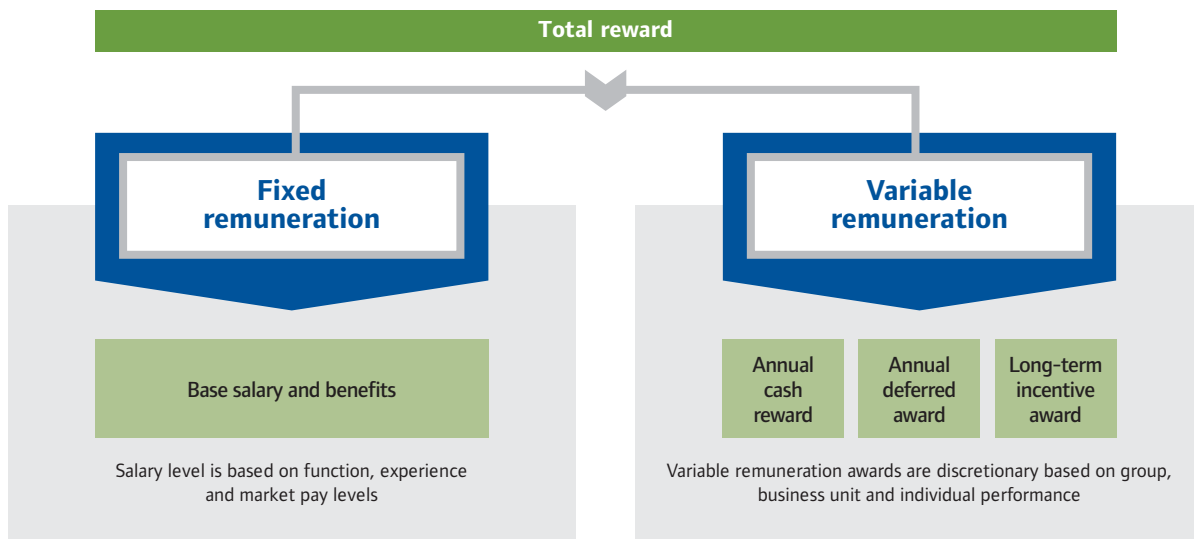 Total reward
Fixed
remuneration
Base salary and benefits
Salary level is based on function, experience
and market pay levels
Variable
remuneration
Annual
cash
reward
Annual
deferred
award
Long-term
incentive
award
Variable remuneration awards are discretionary based on group,
business unit and individual performance